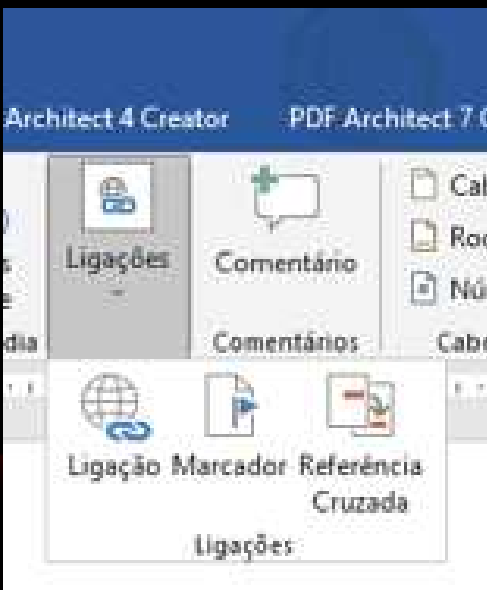 Architect 4 Creator PDF Architect 7
Ligações
Comentário
Comentários
Ligação Marcador Referência
Cruzada
Ligações